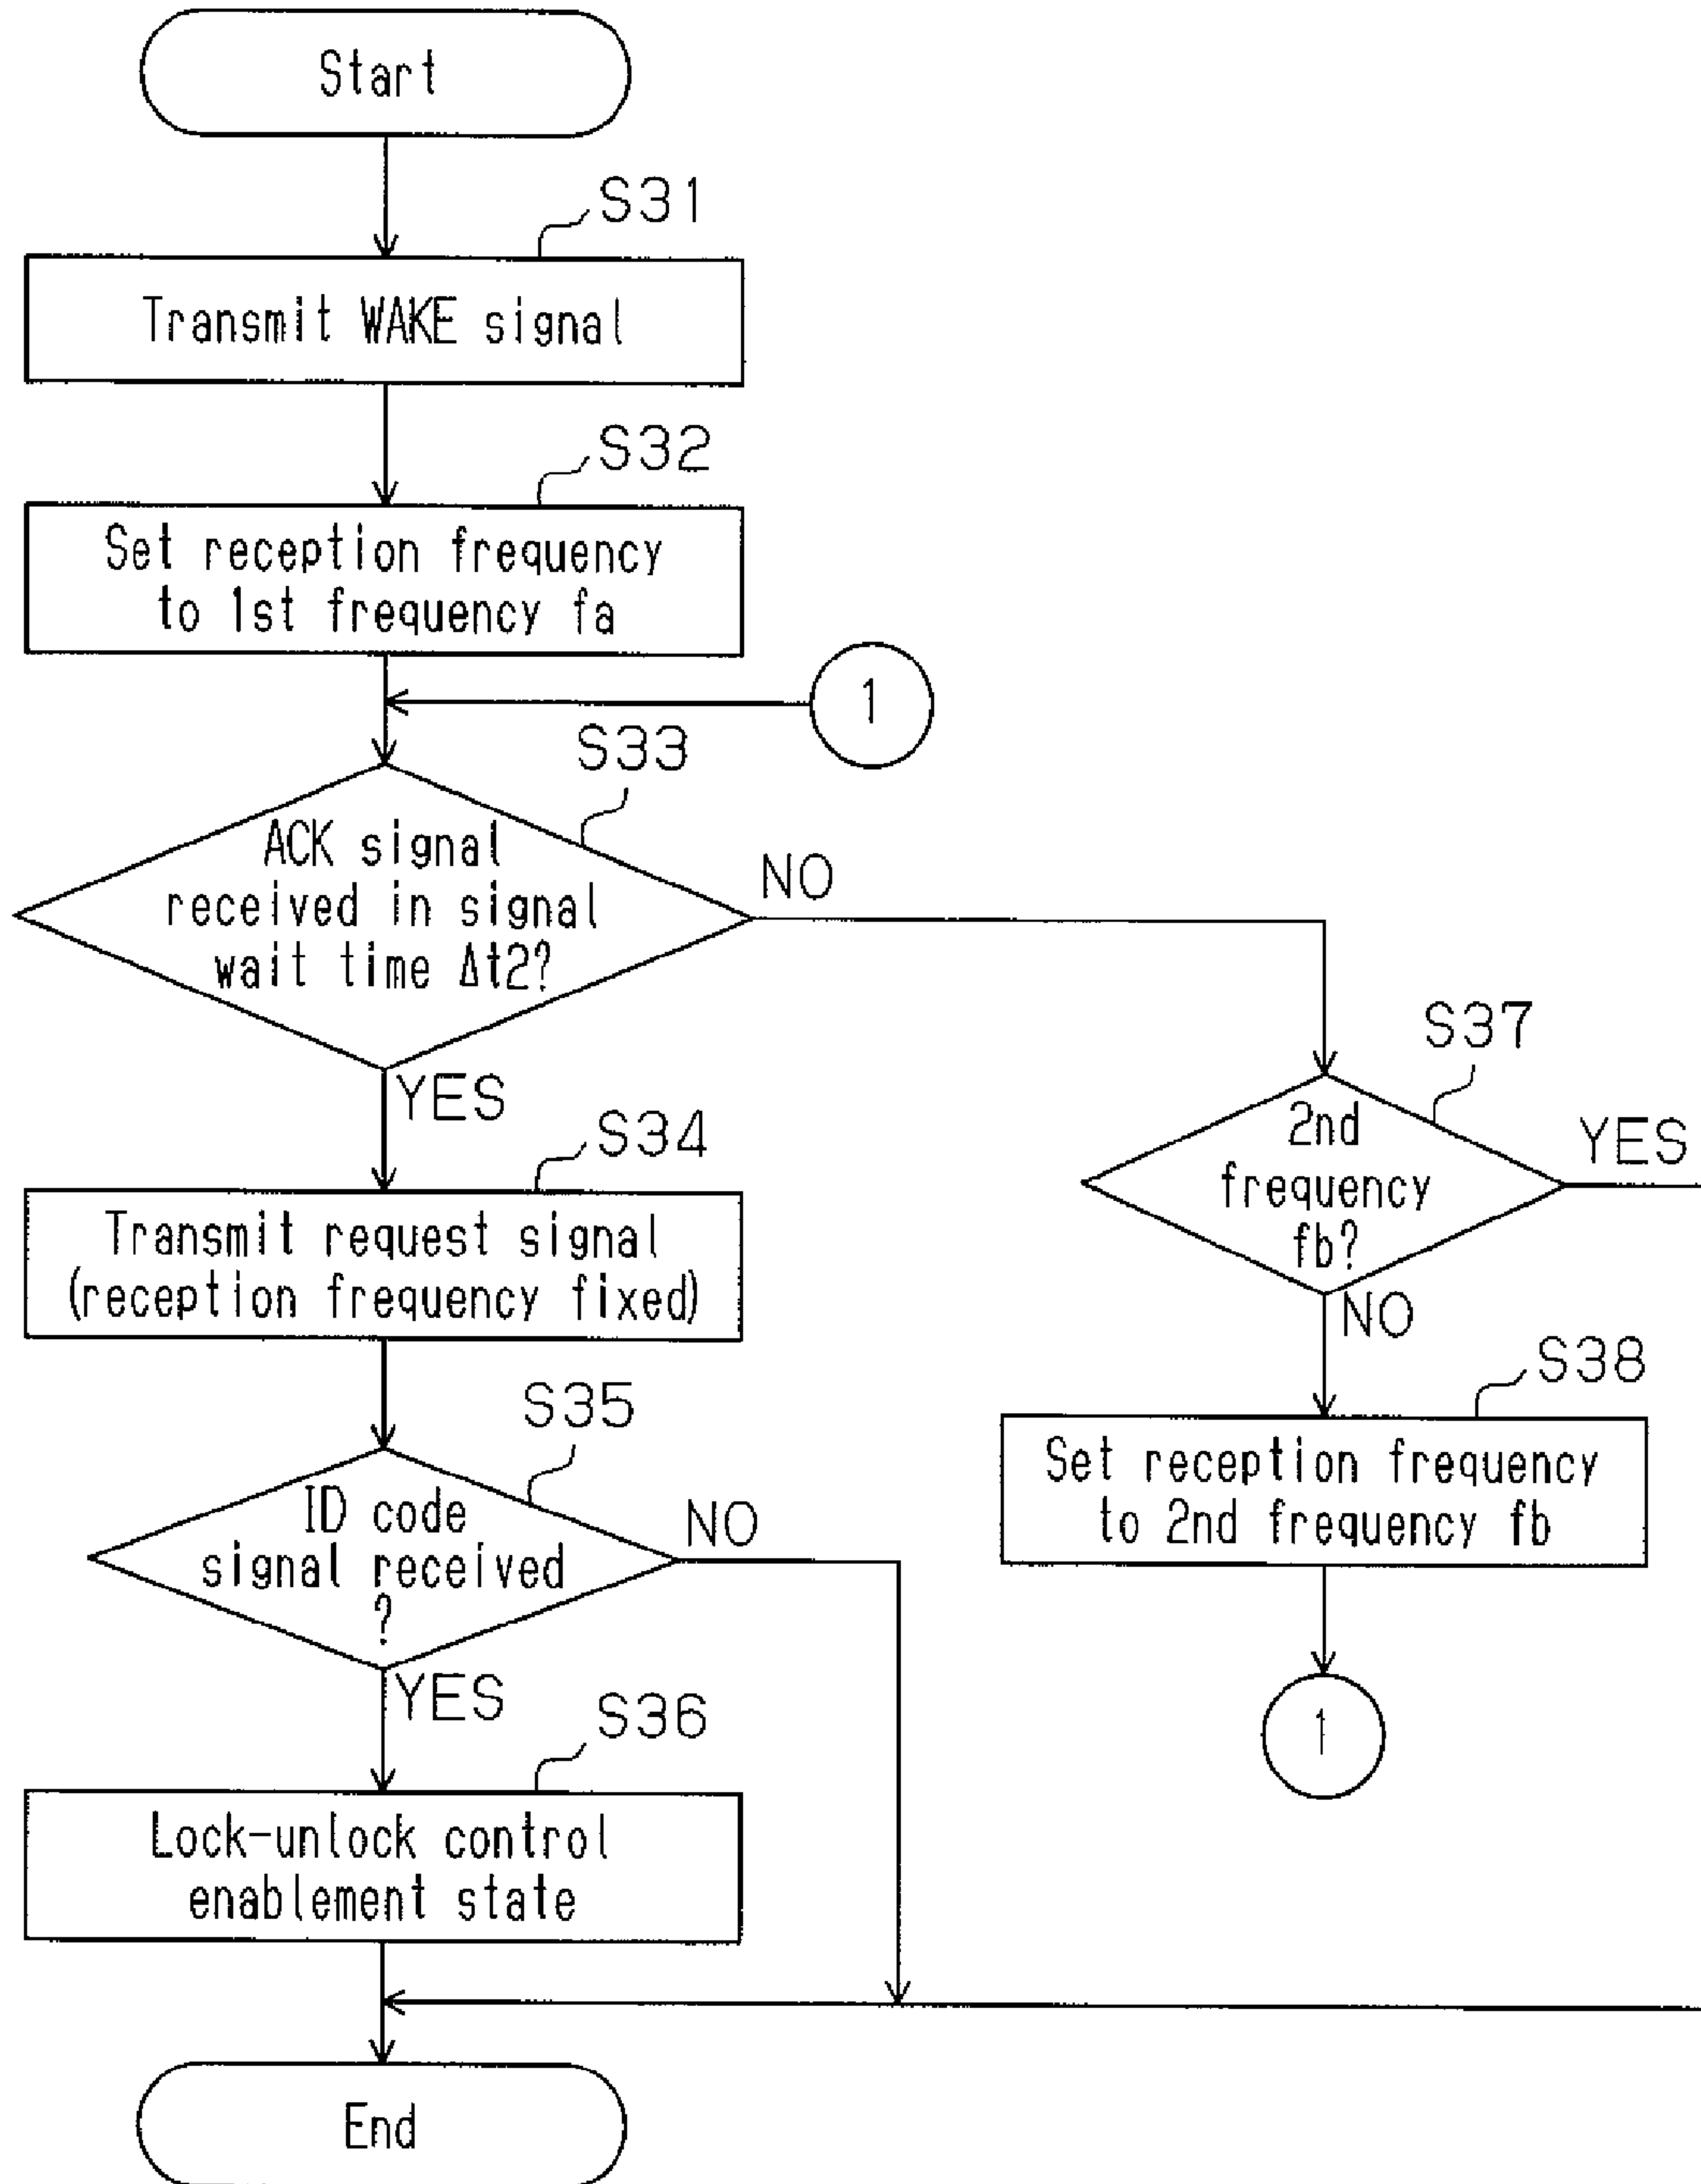 Start
S31
Transmit WAKE signal
S32
Set reception frequency
to 1st frequency fa
1
S33
ACK signal
received in signal
wait time Δt2?
NO
YES
S34
Transmit request signal
(reception frequency fixed)
S35
ID code
signal received
?
NO
YES
S36
Lock-unlock control
enablement state
End
S37
2nd
frequency
fb?
YES
NO
S38
Set reception frequency
to 2nd frequency fb
1